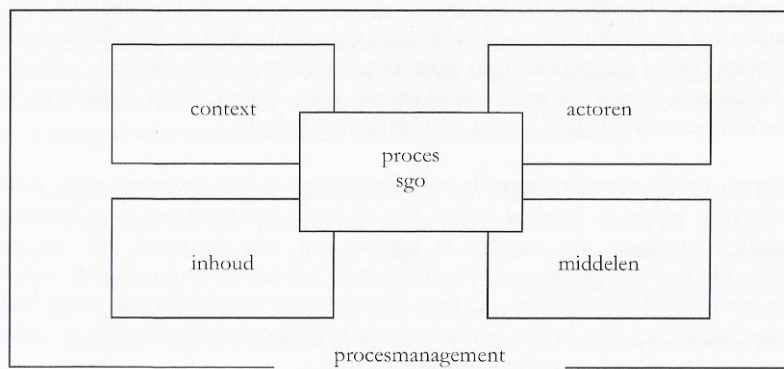 context
actoren
proces
sgo
inhoud
middelen
procesmanagement